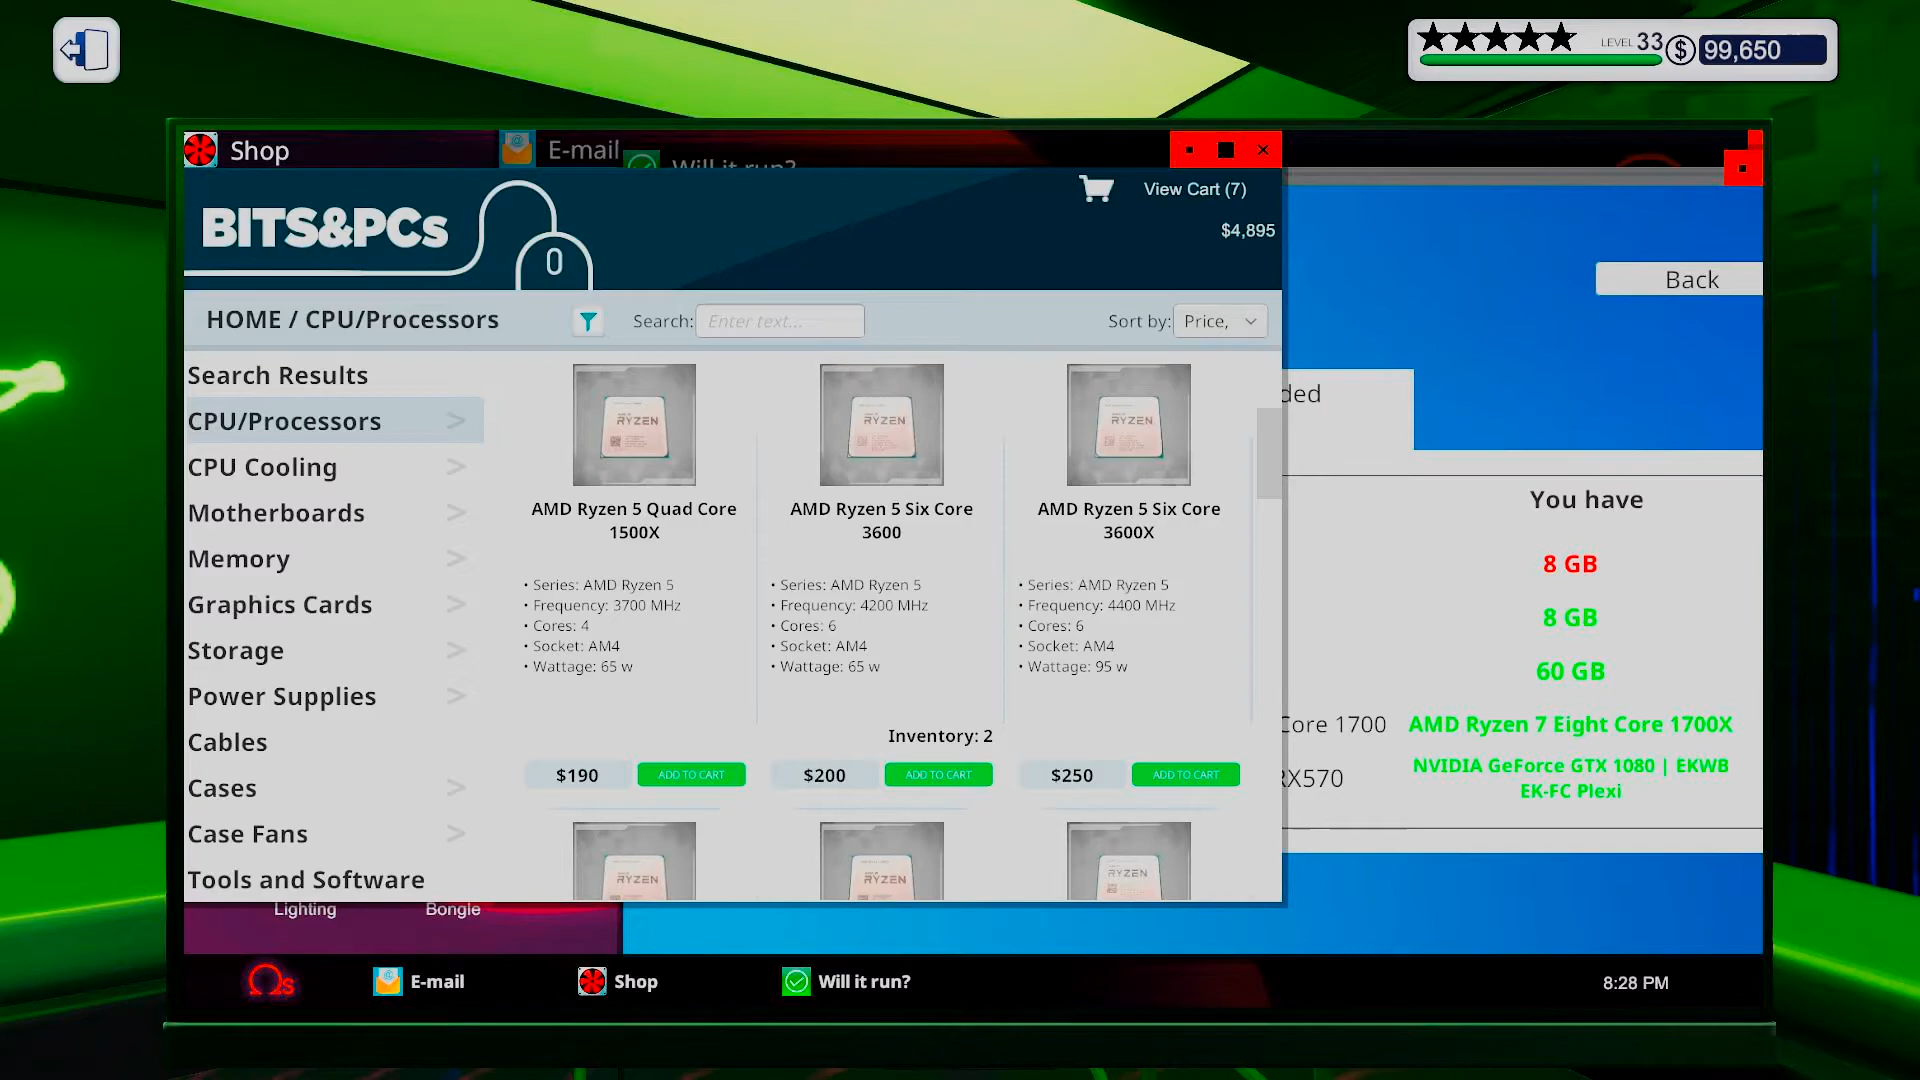 LEVEL 33
$ 99,650
Shop
E-mail
Will it run?
View Cart (7)
BITS&PCs
$4,895
Back
HOME / CPU/Processors
Search:
Enter text...
Sort by:
Price,
Search Results
CPU/Processors >
CPU Cooling >
Motherboards >
Memory >
Graphics Cards >
Storage >
Power Supplies >
Cables
Cases >
Case Fans >
Tools and Software
RYZEN
RYZEN
RYZEN
AMD Ryzen 5 Quad Core
1500X
• Series: AMD Ryzen 5
• Frequency: 3700 MHz
• Cores: 4
• Socket: AM4
• Wattage: 65 w
$190
ADD TO CART
AMD Ryzen 5 Six Core
3600
• Series: AMD Ryzen 5
• Frequency: 4200 MHz
• Cores: 6
• Socket: AM4
• Wattage: 65 w
Inventory: 2
$200
ADD TO CART
AMD Ryzen 5 Six Core
3600X
• Series: AMD Ryzen 5
• Frequency: 4400 MHz
• Cores: 6
• Socket: AM4
• Wattage: 95 w
$250
ADD TO CART
RYZEN
RYZEN
RYZEN
ded
You have
8 GB
8 GB
60 GB
Core 1700
AMD Ryzen 7 Eight Core 1700X
RX570
NVIDIA GeForce GTX 1080 | EKWB
EK-FC Plexi
Lighting
Bongle
Ωs
E-mail
Shop
Will it run?
8:28 PM